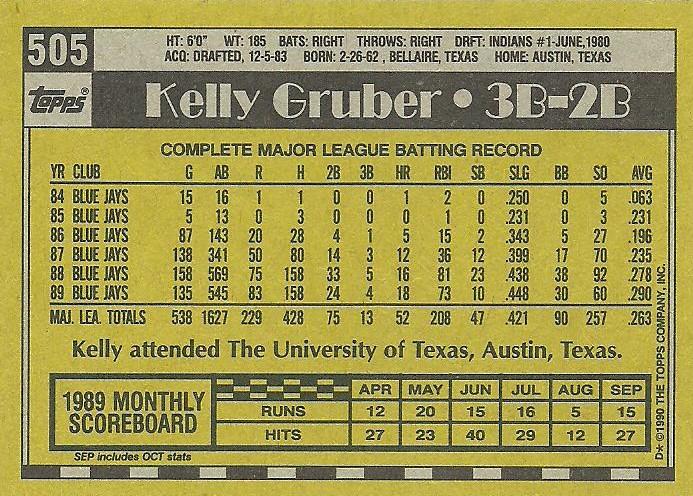 505
HT: 6'0" WT: 185 BATS: RIGHT THROWS: RIGHT DRFT: INDIANS #1-JUNE, 1980
ACQ: DRAFTED, 12-5-83 BORN: 2-26-62, BELLAIRE, TEXAS HOME: AUSTIN, TEXAS
TOPPS® Kelly Gruber • 3B-2B
COMPLETE MAJOR LEAGUE BATTING RECORD
YR CLUB G AB R H 2B 3B HR RBI SB SLG BB SO AVG
84 BLUE JAYS 15 16 1 1 0 0 1 2 0 .250 0 5 .063
85 BLUE JAYS 5 13 0 3 0 0 0 1 0 .231 0 3 .231
86 BLUE JAYS 87 143 20 28 4 1 5 15 2 .343 5 27 .196
87 BLUE JAYS 138 341 50 80 14 3 12 36 12 .399 17 70 .235
88 BLUE JAYS 158 569 75 158 33 5 16 81 23 .438 38 92 .278
89 BLUE JAYS 135 545 83 158 24 4 18 73 10 .448 30 60 .290
MAJ. LEA. TOTALS 538 1627 229 428 75 13 52 208 47 .421 90 257 .263
Kelly attended The University of Texas, Austin, Texas.
1989 MONTHLY SCOREBOARD
APR MAY JUN JUL AUG SEP
RUNS 12 20 15 16 5 15
HITS 27 23 40 29 12 27
SEP includes OCT stats
D* ©1990 THE TOPPS COMPANY, INC.